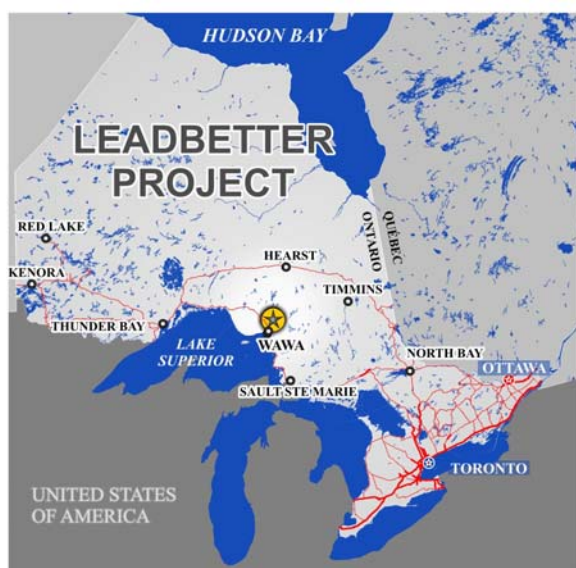 HUDSON BAY
LEADBETTER
PROJECT
RED LAKE
KENORA
HEARST
ONTARIO
QUÉBEC
TIMMINS
THUNDER BAY
WAWA
LAKE
SUPERIOR
NORTH BAY
OTTAWA
SAULT STE MARIE
TORONTO
UNITED STATES
OF AMERICA